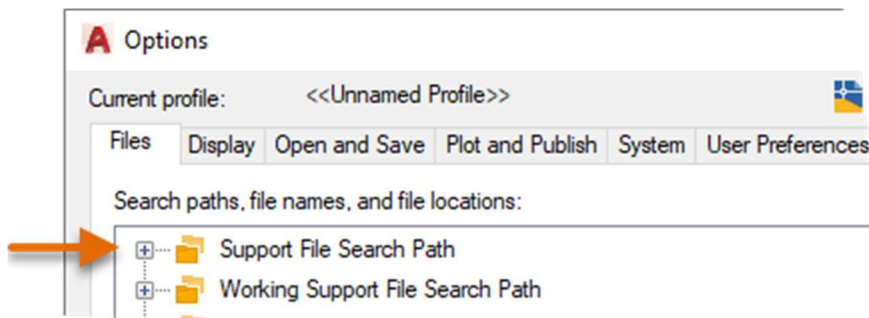 Options
Current profile: <<Unnamed Profile>>
Files Display Open and Save Plot and Publish System User Preferences
Search paths, file names, and file locations:
Support File Search Path
Working Support File Search Path